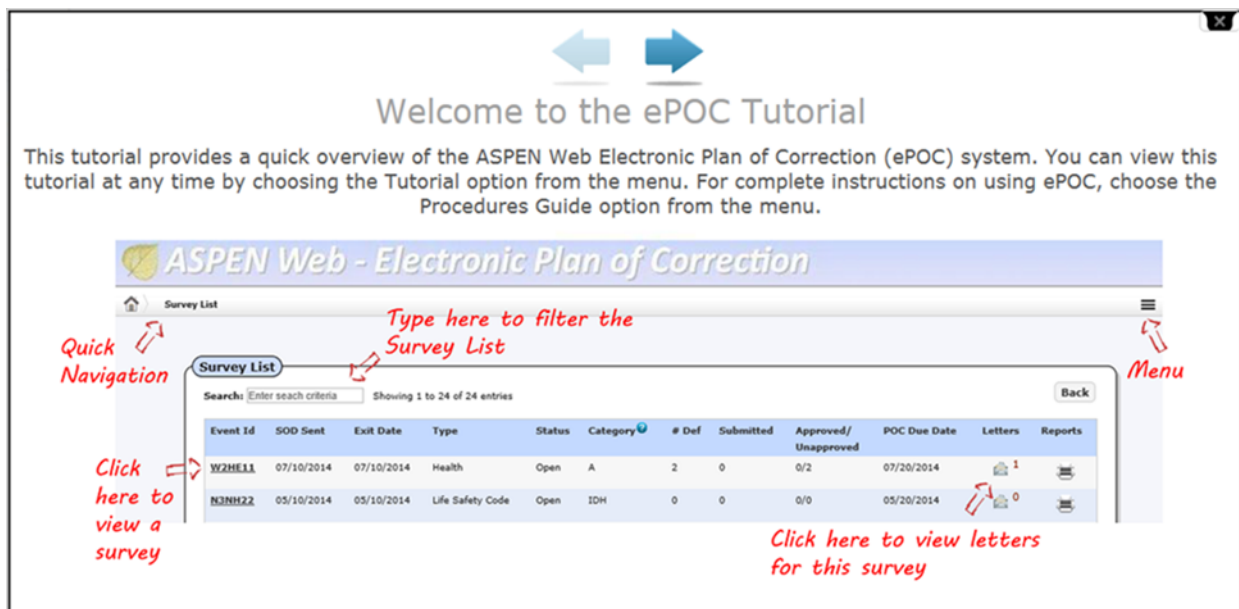 Welcome to the ePOC Tutorial
This tutorial provides a quick overview of the ASPEN Web Electronic Plan of Correction (ePOC) system. You can view this
tutorial at any time by choosing the Tutorial option from the menu. For complete instructions on using ePOC, choose the
Procedures Guide option from the menu.
ASPEN Web - Electronic Plan of Correction
Survey List
Quick
Navigation
Type here to filter the
Survey List
Menu
Survey List
Search: Enter seach criteria Showing 1 to 24 of 24 entries Back
Event Id SOD Sent Exit Date Type Status Category # Def Submitted Approved/ POC Due Date Letters Reports
Unapproved
W2HE11 07/10/2014 07/10/2014 Health Open A 2 0 0/2 07/20/2014 1
N3NH22 05/10/2014 05/10/2014 Life Safety Code Open IDH 0 0 0/0 05/20/2014 0
Click
here to
view a
survey
Click here to view letters
for this survey